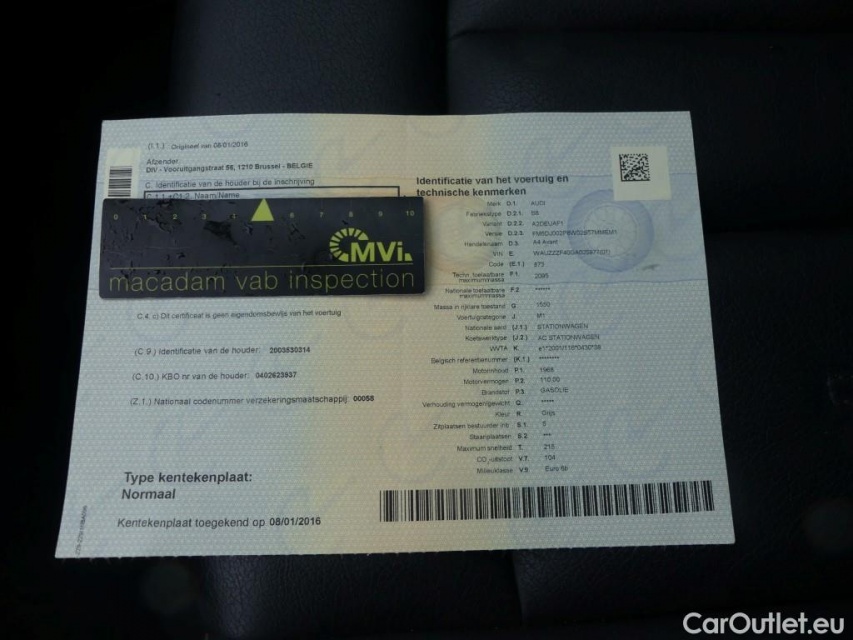 (I.1.) Origineel van 08/01/2016
Afzender:
DIV - Vooruitgangstraat 56, 1210 Brussel - BELGIE
C. Identificatie van de houder bij de inschrijving
Naam/Name
0 1 2 3 4 6 7 8 9 10
CMVi.
macadam vab inspection
C.4. c) Dit certificaat is geen eigendomsbewijs van het voertuig
(C.9.) Identificatie van de houder: 2003530314
(C.10.) KBO nr van de houder: 0402623937
(Z.1.) Nationaal codenummer verzekeringsmaatschappij: 00058
Type kentekenplaat:
Normaal
Kentekenplaat toegekend op 08/01/2016
Identificatie van het voertuig en
technische kenmerken
Merk D.1. AUDI
Fabriekstype D.2.1. B8
Variant D.2.2.
Versie D.2.3.
Handelsnaam D.3. A4 Avant
VIN E.
Code (E.1.) 873
Techn. toelaatbare
maximummassa F.1. 2095
Nationale toelaatbare
maximummassa F.2. ******
Massa in rijklare toestand G. 1550
Voertuigcategorie J. M1
Nationale aard (J.1.) STATIONWAGEN
Koetswerktype (J.2.) AC STATIONWAGEN
WVTA K.
Belgisch referentienummer (K.1.) ********
Motorinhoud P.1. 1968
Motorvermogen P.2. 110.00
Brandstof P.3. GASOLIE
Verhouding vermogen/gewicht Q. *****
Kleur R. Grijs
Zitplaatsen bestuurder inb. S.1. 5
Staanplaatsen S.2. ***
Maximum snelheid T. 215
CO2-uitstoot V.7. 104
Milieuklasse V.9. Euro 6B
CarOutlet.eu